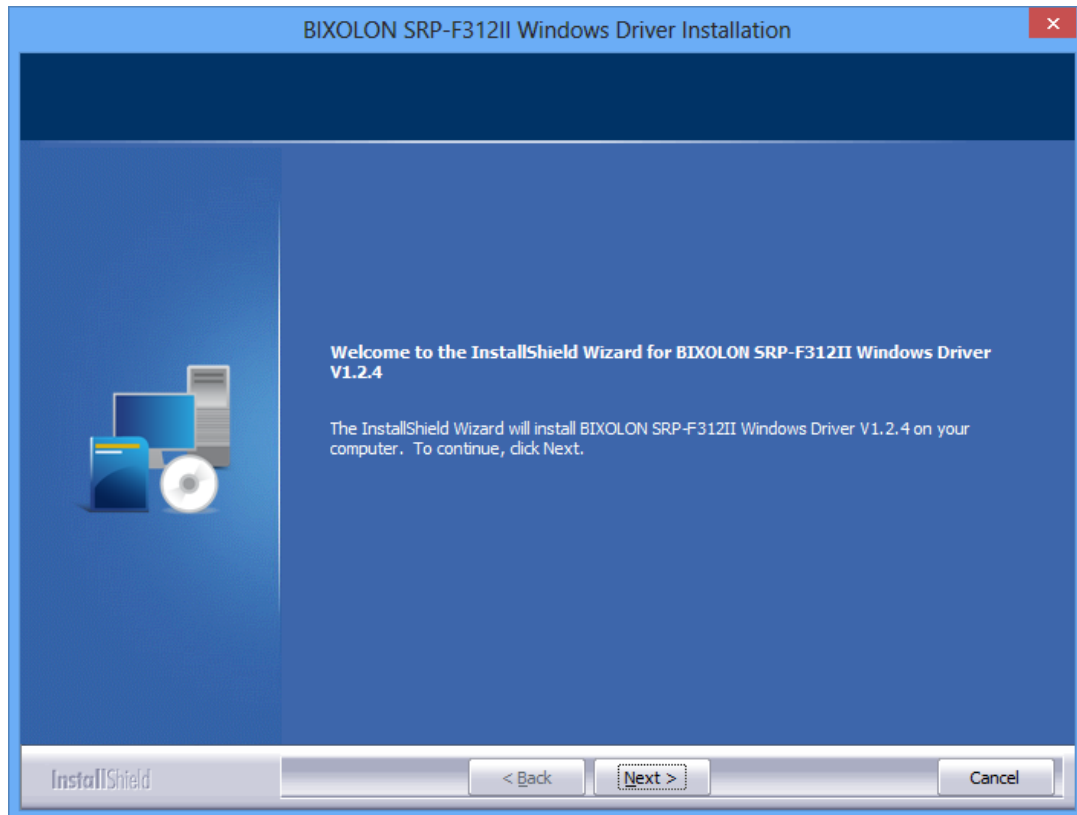 BIXOLON SRP-F312II Windows Driver Installation
Welcome to the InstallShield Wizard for BIXOLON SRP-F312II Windows Driver
V1.2.4
The InstallShield Wizard will install BIXOLON SRP-F312II Windows Driver V1.2.4 on your
computer. To continue, click Next.
InstallShield
< Back
Next >
Cancel